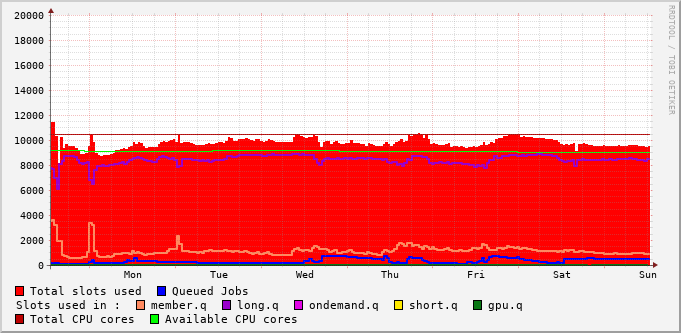 20000
18000
16000
14000
12000
10000
8000
6000
4000
2000
0
Mon Tue Wed Thu Fri Sat Sun
Total slots used Queued Jobs
Slots used in : member.q long.q ondemand.q short.q gpu.q
Total CPU cores Available CPU cores
RRDTOOL / TOBI OETIKER